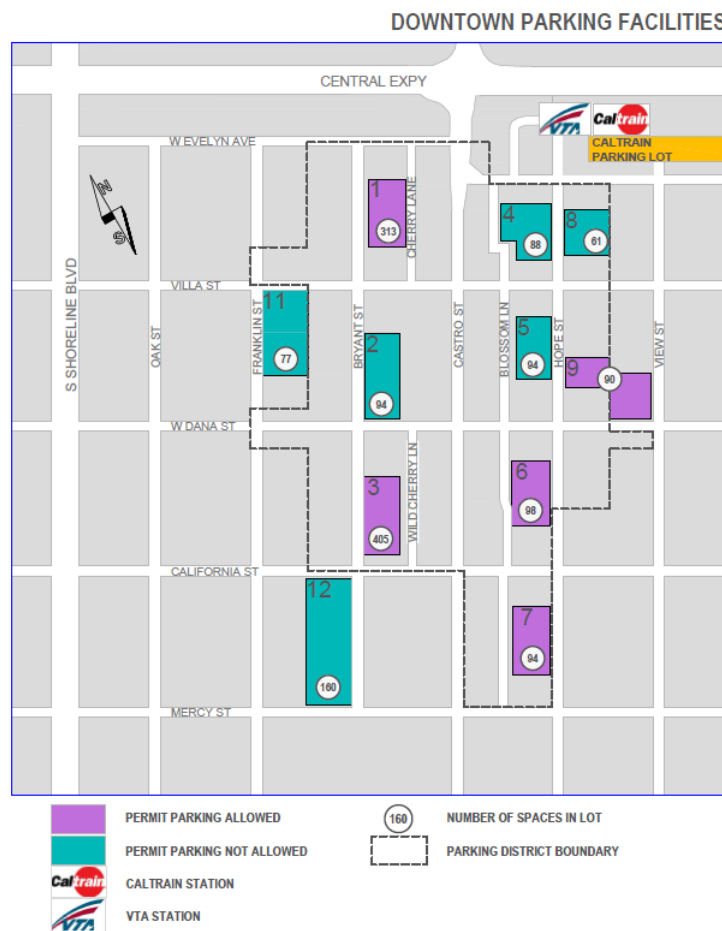 DOWNTOWN PARKING FACILITIES
CENTRAL EXPY
VTA
Caltrain
CALTRAIN
PARKING LOT
W EVELYN AVE
N
S
1
313
CHERRY LANE
4
88
8
61
S SHORELINE BLVD
VILLA ST
OAK ST
FRANKLIN ST
11
77
BRYANT ST
2
94
CASTRO ST
BLOSSOM LN
5
94
HOPE ST
9
90
VIEW ST
W DANA ST
3
405
WILD CHERRY LN
6
98
CALIFORNIA ST
12
160
7
94
MERCY ST
PERMIT PARKING ALLOWED
160
NUMBER OF SPACES IN LOT
PERMIT PARKING NOT ALLOWED
PARKING DISTRICT BOUNDARY
Caltrain
CALTRAIN STATION
VTA
VTA STATION